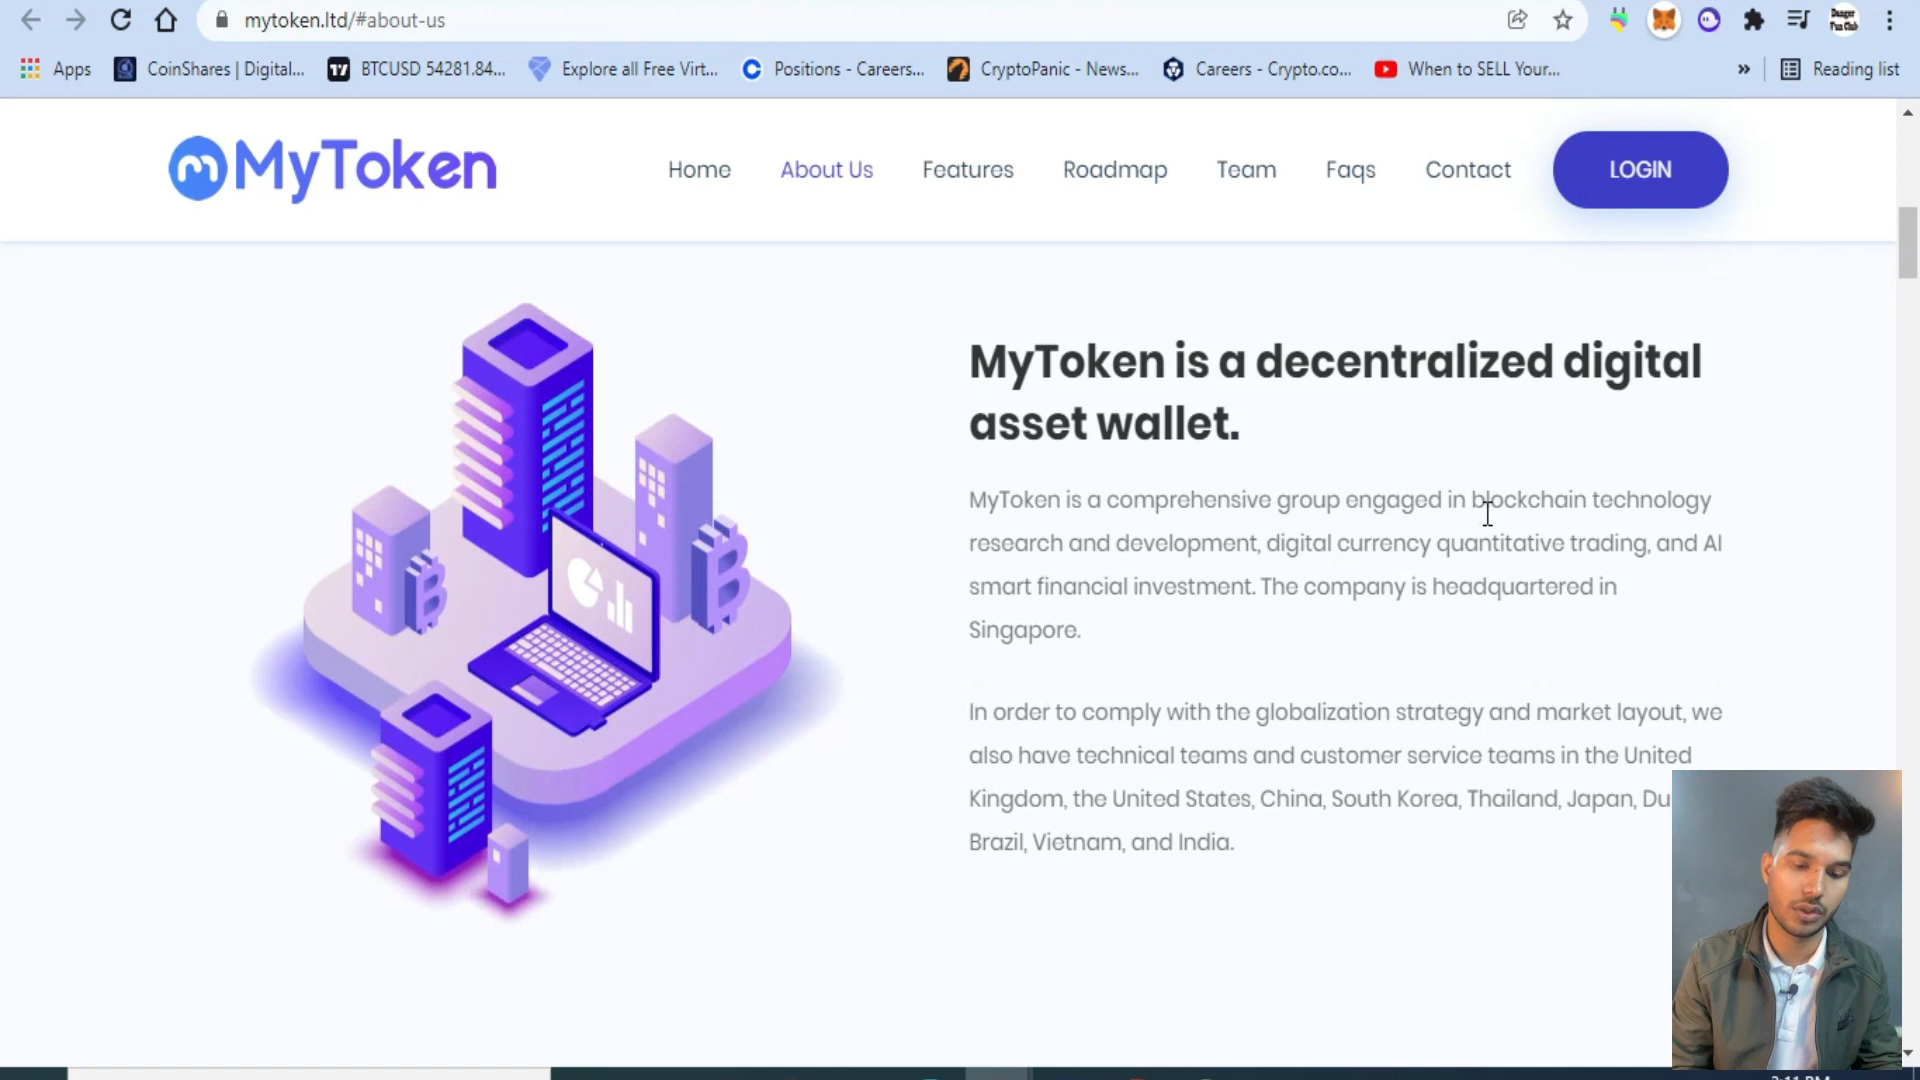 mytoken.ltd/#about-us
Danger
Fun Club
Apps
CoinShares | Digital...
BTCUSD 54281.84...
Explore all Free Virt...
Positions - Careers...
CryptoPanic - News...
Careers - Crypto.co...
When to SELL Your...
Reading list
MyToken
Home
About Us
Features
Roadmap
Team
Faqs
Contact
LOGIN
MyToken is a decentralized digital
asset wallet.
MyToken is a comprehensive group engaged in blockchain technology
research and development, digital currency quantitative trading, and AI
smart financial investment. The company is headquartered in
Singapore.
In order to comply with the globalization strategy and market layout, we
also have technical teams and customer service teams in the United
Kingdom, the United States, China, South Korea, Thailand, Japan, Du
Brazil, Vietnam, and India.